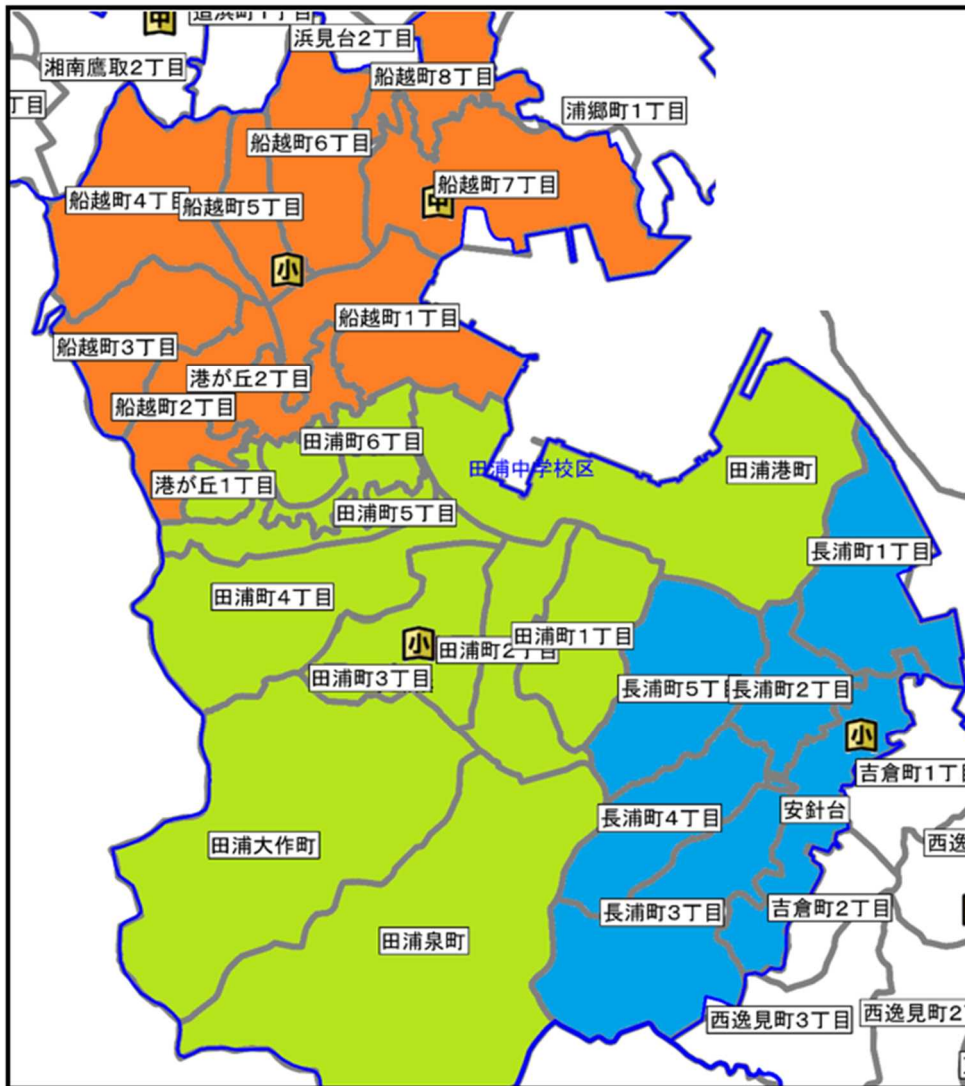 中
浜見台2丁目
湘南鷹取2丁目
船越町8丁目
丁目
浦郷町1丁目
船越町6丁目
船越町7丁目
船越町4丁目
船越町5丁目
中
小
船越町1丁目
船越町3丁目
港が丘2丁目
船越町2丁目
田浦町6丁目
田浦中学校区
田浦港町
港が丘1丁目
田浦町5丁目
長浦町1丁目
田浦町4丁目
小
田浦町2丁目
田浦町1丁目
田浦町3丁目
長浦町5丁目
長浦町2丁目
小
吉倉町1丁目
長浦町4丁目
安針台
田浦大作町
西逸
長浦町3丁目
吉倉町2丁目
田浦泉町
西逸見町3丁目
西逸見町2丁